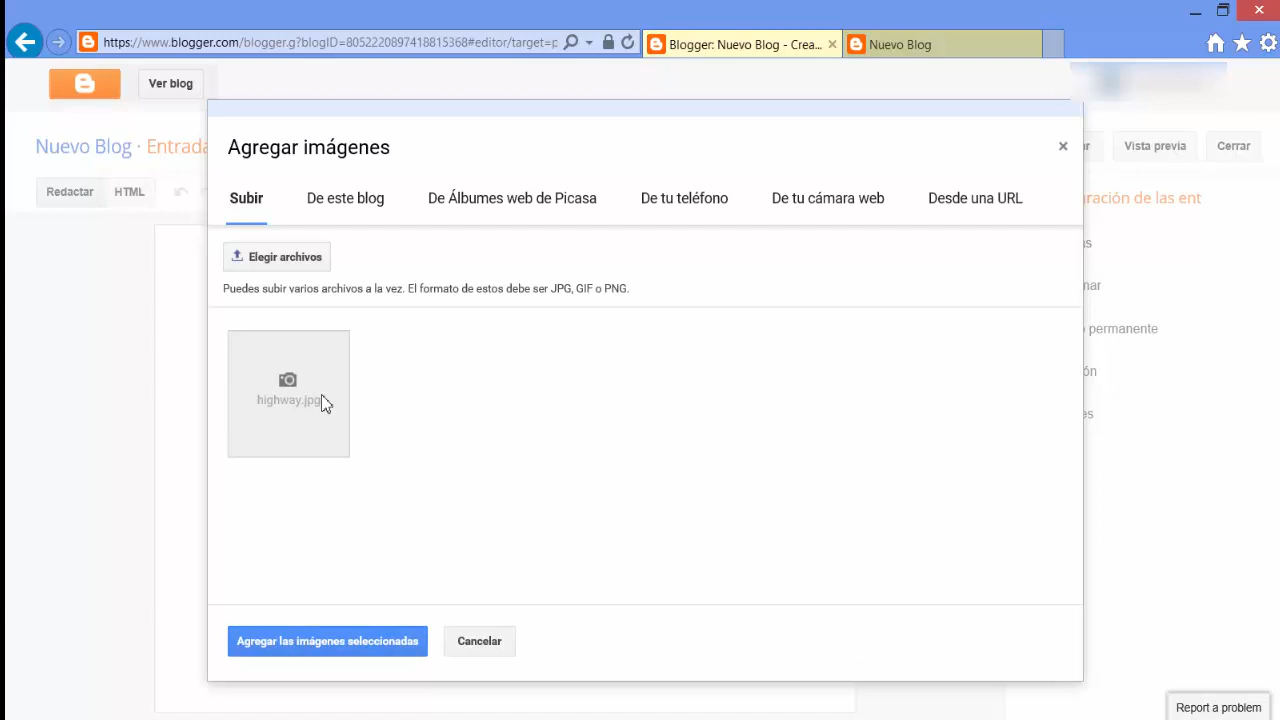 https://www.blogger.com/blogger.g?blogID=8052220897418815368#editor/target=p
Blogger: Nuevo Blog - Crea...
Nuevo Blog
Ver blog
Nuevo Blog · Entrada
Vista previa
Cerrar
Redactar
HTML
Agregar imágenes
Subir
De este blog
De Álbumes web de Picasa
De tu teléfono
De tu cámara web
Desde una URL
Elegir archivos
Puedes subir varios archivos a la vez. El formato de estos debe ser JPG, GIF o PNG.
highway.jpg
ración de las ent
as
nar
o permanente
ón
es
Agregar las imágenes seleccionadas
Cancelar
Report a problem